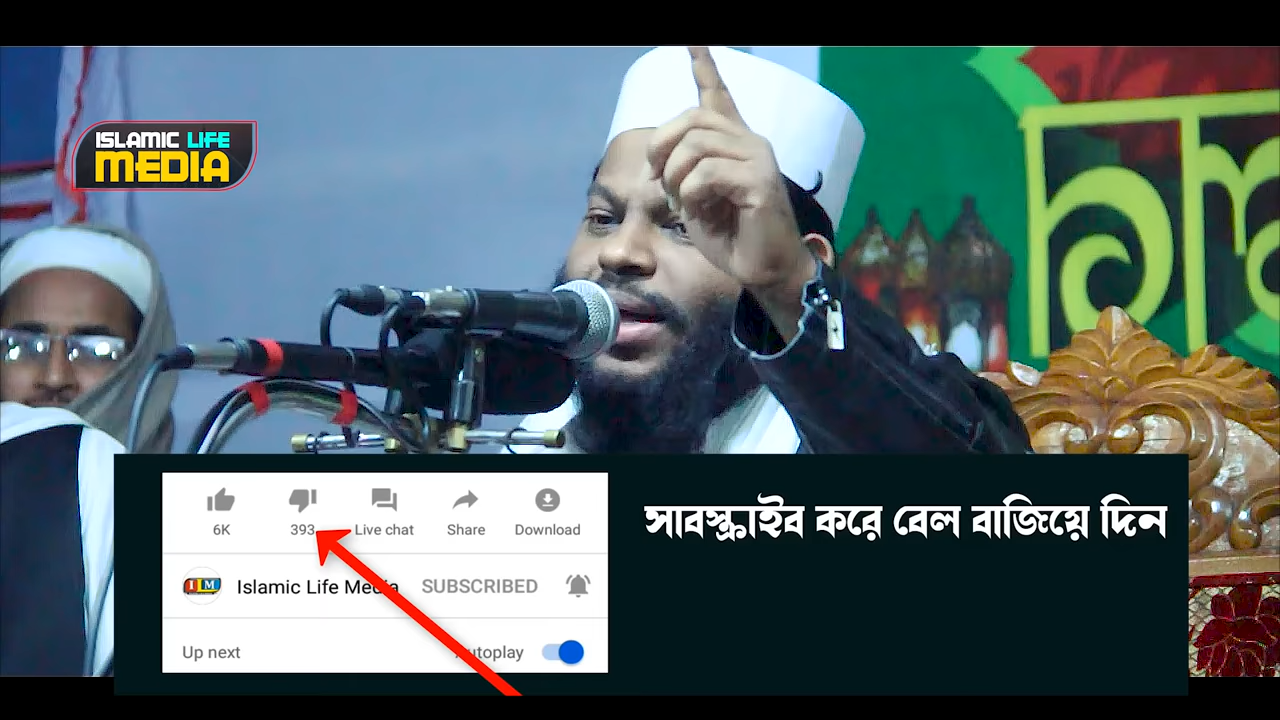 ISLAMIC LIFE
MEDIA
6K
393
Live chat
Share
Download
ILM
Islamic Life Media
SUBSCRIBED
Up next
Autoplay
সাবস্ক্রাইব করে বেল বাজিয়ে দিন